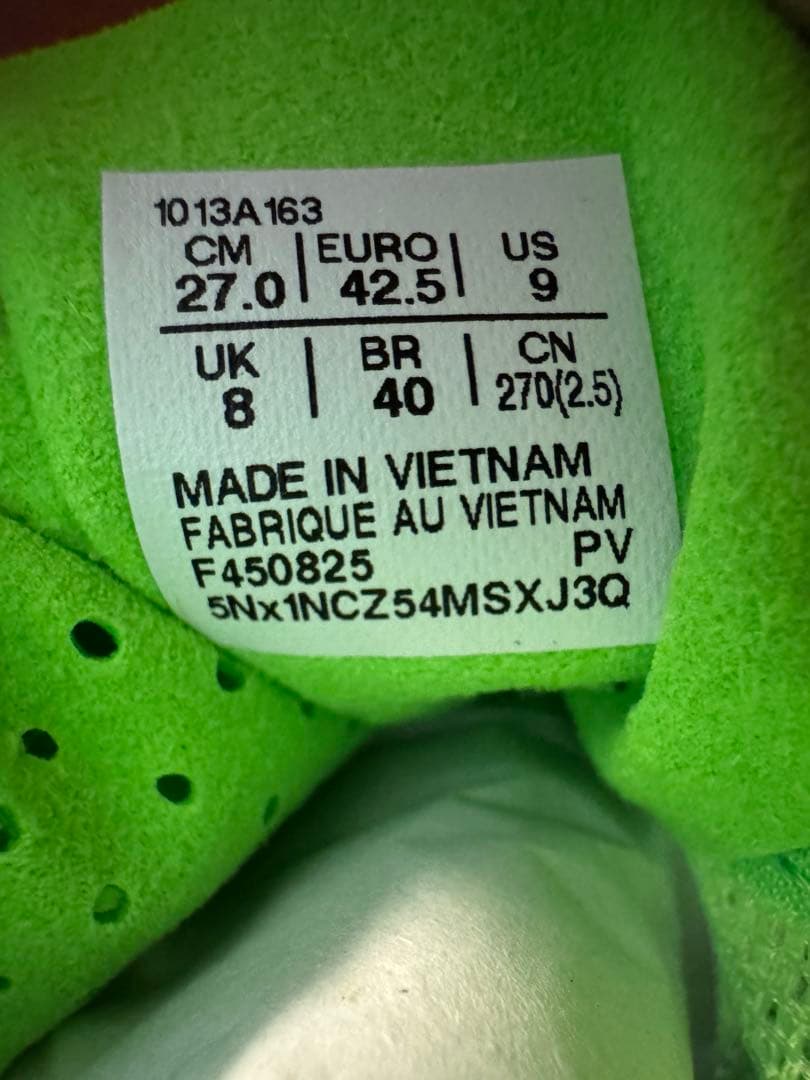 1013A163
CM | EURO | US
27.0 | 42.5 | 9
UK | BR | CN
8 | 40 | 270(2.5)
MADE IN VIETNAM
FABRIQUE AU VIETNAM
F450825 PV
5Nx1NCZ54MSXJ3Q